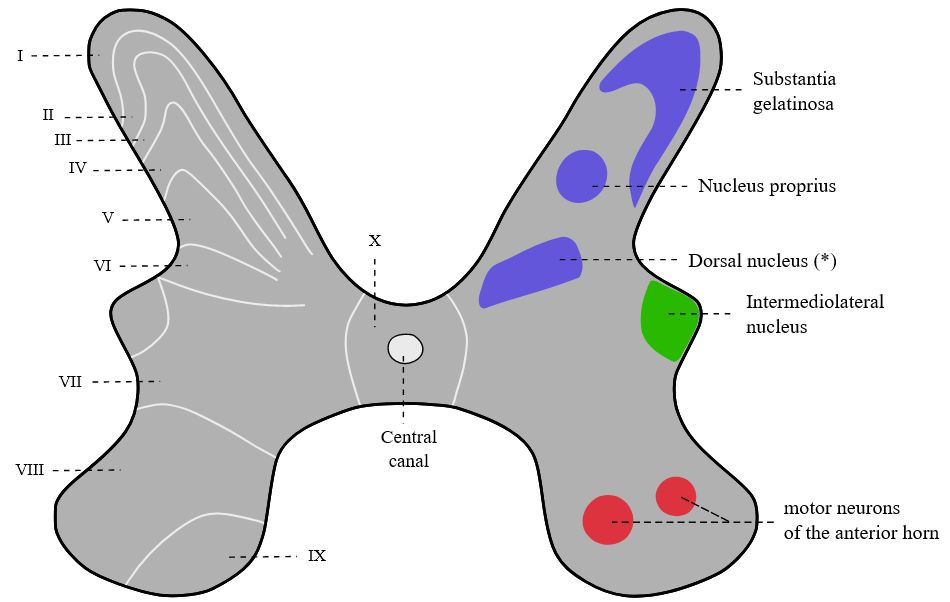 I
II
III
IV
V
VI
VII
VIII
IX
X
Central
canal
Substantia
gelatinosa
Nucleus proprius
Dorsal nucleus (*)
Intermediolateral
nucleus
motor neurons
of the anterior horn